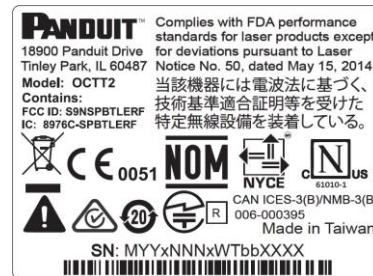 PANDUIT™
18900 Panduit Drive
Tinley Park, IL 60487
Model: OCTT2
Contains:
FCC ID: S9NSPBTLERF
IC: 8976C-SPBTLERF
Complies with FDA performance
standards for laser products except
for deviations pursuant to Laser
Notice No. 50, dated May 15, 2014
当該機器には電波法に基づく、
技術基準適合証明等を受けた
特定無線設備を装着している。
CE 0051
NOM
NYCE
C N US
61010-1
20
R
CAN ICES-3(B)/NMB-3(B
006-000395
Made in Taiwan
SN: MYYxNNNxWTbbXXXX